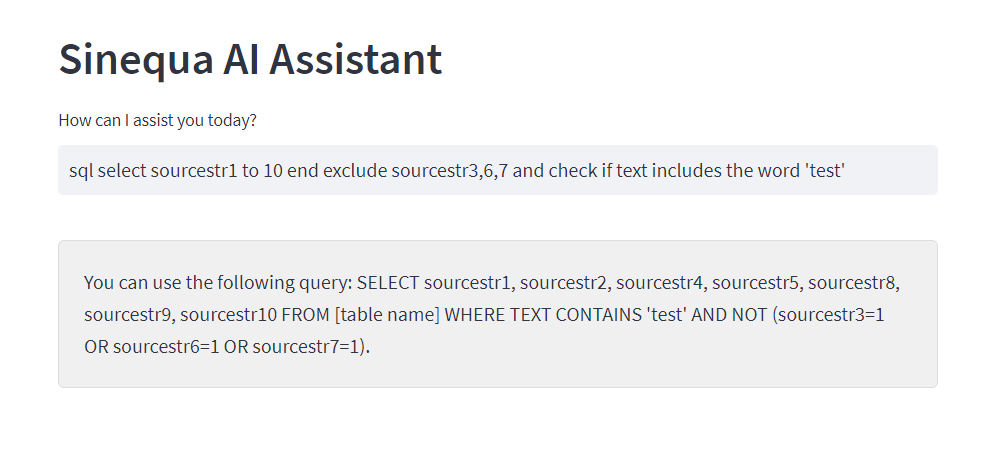 Sinequa AI Assistant
How can I assist you today?
sql select sourcestr1 to 10 end exclude sourcestr3,6,7 and check if text includes the word 'test'
You can use the following query: SELECT sourcestr1, sourcestr2, sourcestr4, sourcestr5, sourcestr8,
sourcestr9, sourcestr10 FROM [table name] WHERE TEXT CONTAINS 'test' AND NOT (sourcestr3=1
OR sourcestr6=1 OR sourcestr7=1).